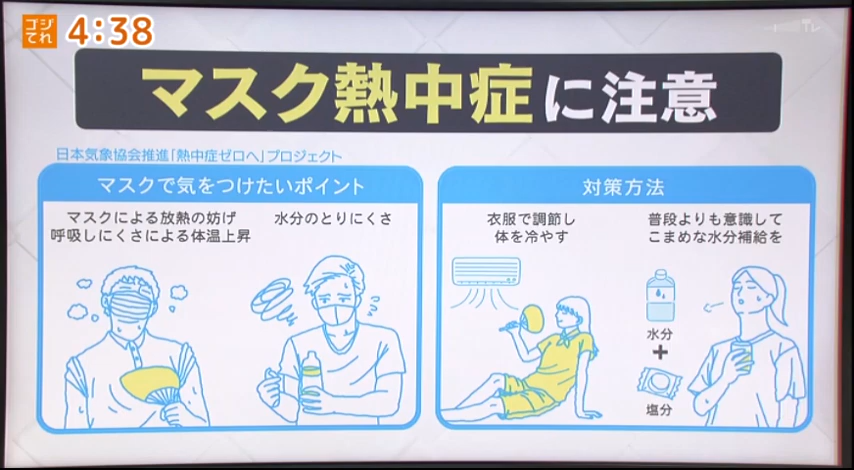 ゴジ
てれ
4:38
マスク熱中症に注意
日本気象協会推進「熱中症ゼロへ」プロジェクト
マスクで気をつけたいポイント
マスクによる放熱の妨げ
呼吸しにくさによる体温上昇
水分のとりにくさ
対策方法
衣服で調節し
体を冷やす
普段よりも意識して
こまめな水分補給を
水分
+
塩分